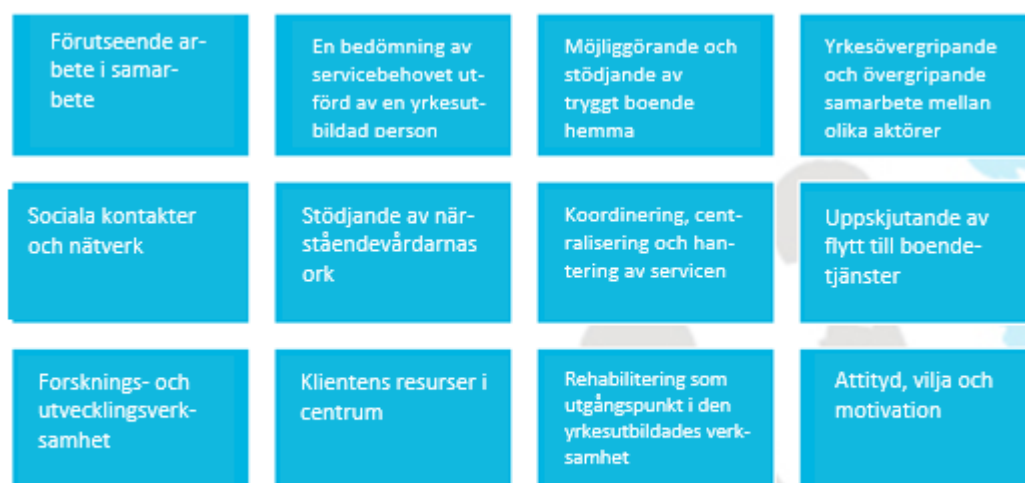 Förutseende ar-
bete i samar-
bete
En bedömning av
servicebehovet ut-
förd av en yrkesut-
bildad person
Möjliggörande och
stödjande av
tryggt boende
hemma
Yrkesövergripande
och övergripande
samarbete mellan
olika aktörer
Sociala kontakter
och nätverk
Stödjande av när-
ståendevårdarnas
ork
Koordinering, cent-
ralisering och han-
tering av servicen
Uppskjutande av
flytt till boende-
tjänster
Forsknings- och
utvecklingsverk-
samhet
Klientens resurser i
centrum
Rehabilitering som
utgångspunkt i den
yrkesutbildades verk-
samhet
Attityd, vilja och
motivation